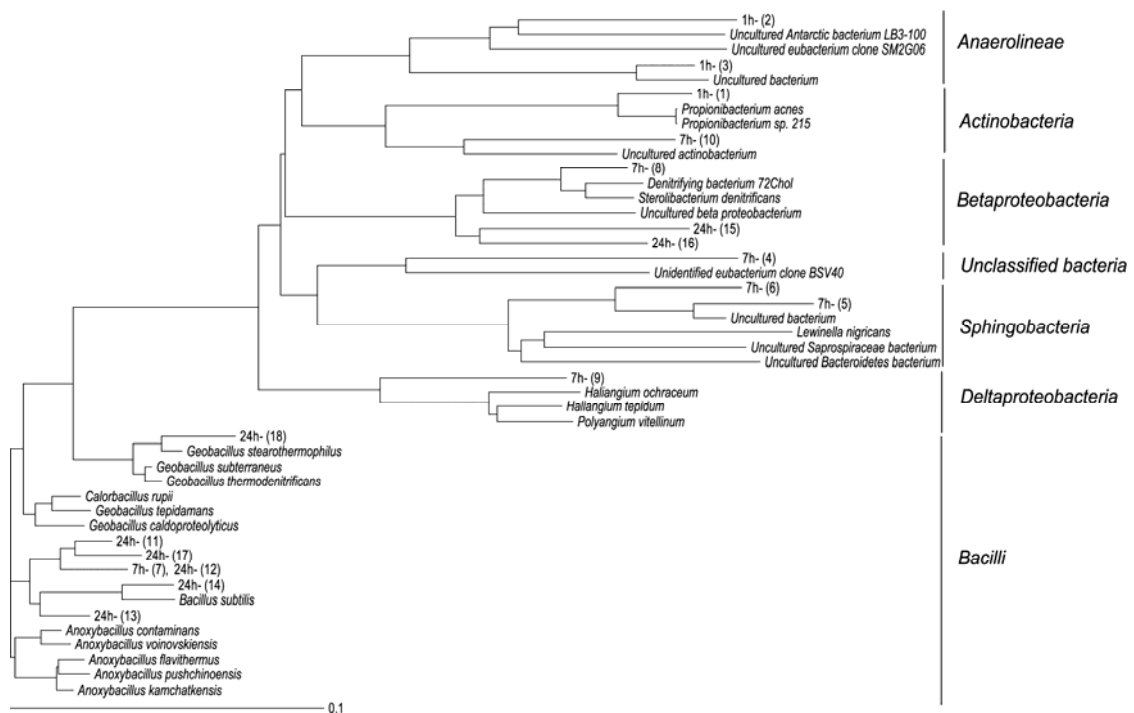 1h- (2)
Uncultured Antarctic bacterium LB3-100
Uncultured eubacterium clone SM2G06
Anaerolineae
1h- (3)
Uncultured bacterium
1h- (1)
Propionibacterium acnes
Propionibacterium sp. 215
Actinobacteria
7h- (10)
Uncultured actinobacterium
7h- (8)
Denitrifying bacterium 72Chol
Sterolibacterium denitrificans
Betaproteobacteria
Uncultured beta proteobacterium
24h- (15)
24h- (16)
7h- (4)
Unclassified bacteria
Unidentified eubacterium clone BSV40
7h- (6)
7h- (5)
Uncultured bacterium
Sphingobacteria
Lewinella nigricans
Uncultured Saprospiraceae bacterium
Uncultured Bacteroidetes bacterium
7h- (9)
Haliangium ochraceum
Deltaproteobacteria
Haliangium tepidum
Polyangium vitellinum
24h- (18)
Geobacillus stearothermophilus
Geobacillus subterraneus
Geobacillus thermodenitrificans
Calorbacillus rupii
Geobacillus tepidamans
Geobacillus caldoproteolyticus
24h- (11)
24h- (17)
Bacilli
7h- (7), 24h- (12)
24h- (14)
Bacillus subtilis
24h- (13)
Anoxybacillus contaminans
Anoxybacillus voinovskiensis
Anoxybacillus flavithermus
Anoxybacillus pushchinoensis
Anoxybacillus kamchatkensis
0.1